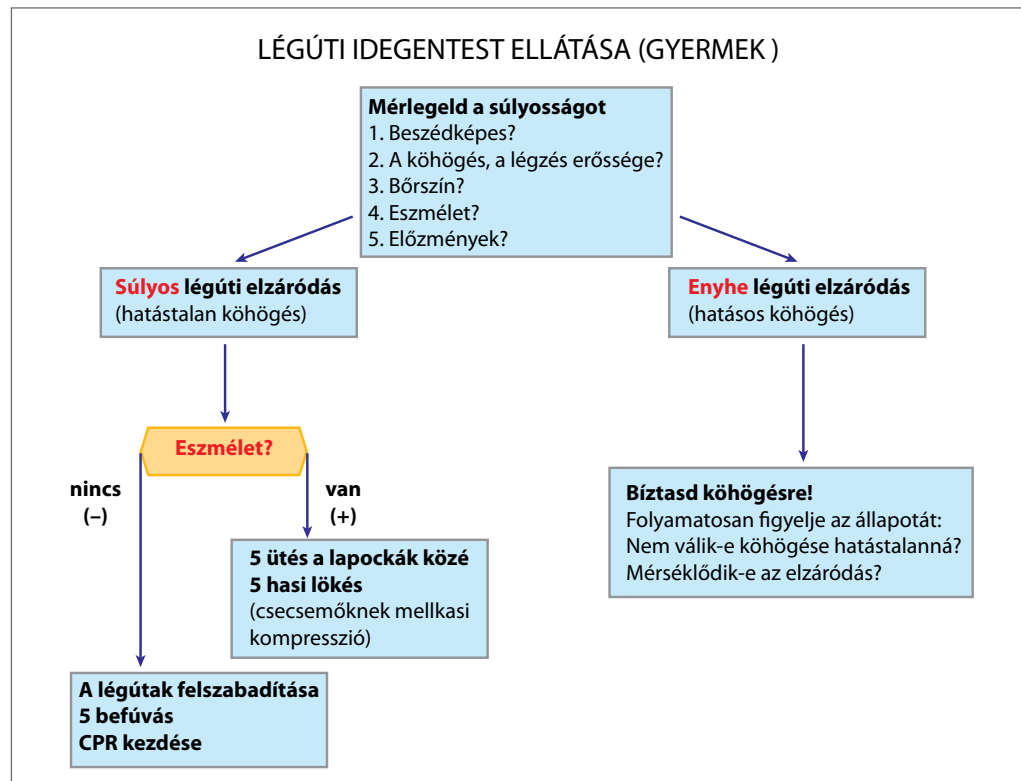 LÉGÚTI IDEGENTEST ELLÁTÁSA (GYERMEK )
Mérlegeld a súlyosságot
1. Beszédképes?
2. A köhögés, a légzés erőssége?
3. Bőrszín?
4. Eszmélet?
5. Előzmények?
Súlyos légúti elzáródás
(hatástalan köhögés)
Enyhe légúti elzáródás
(hatásos köhögés)
Eszmélet?
nincs
(–)
van
(+)
5 ütés a lapockák közé
5 hasi lökés
(csecsemőknek mellkasi
kompresszió)
Bíztasd köhögésre!
Folyamatosan figyelje az állapotát:
Nem válik-e köhögése hatástalanná?
Mérséklődik-e az elzáródás?
A légútak felszabadítása
5 befúvás
CPR kezdése